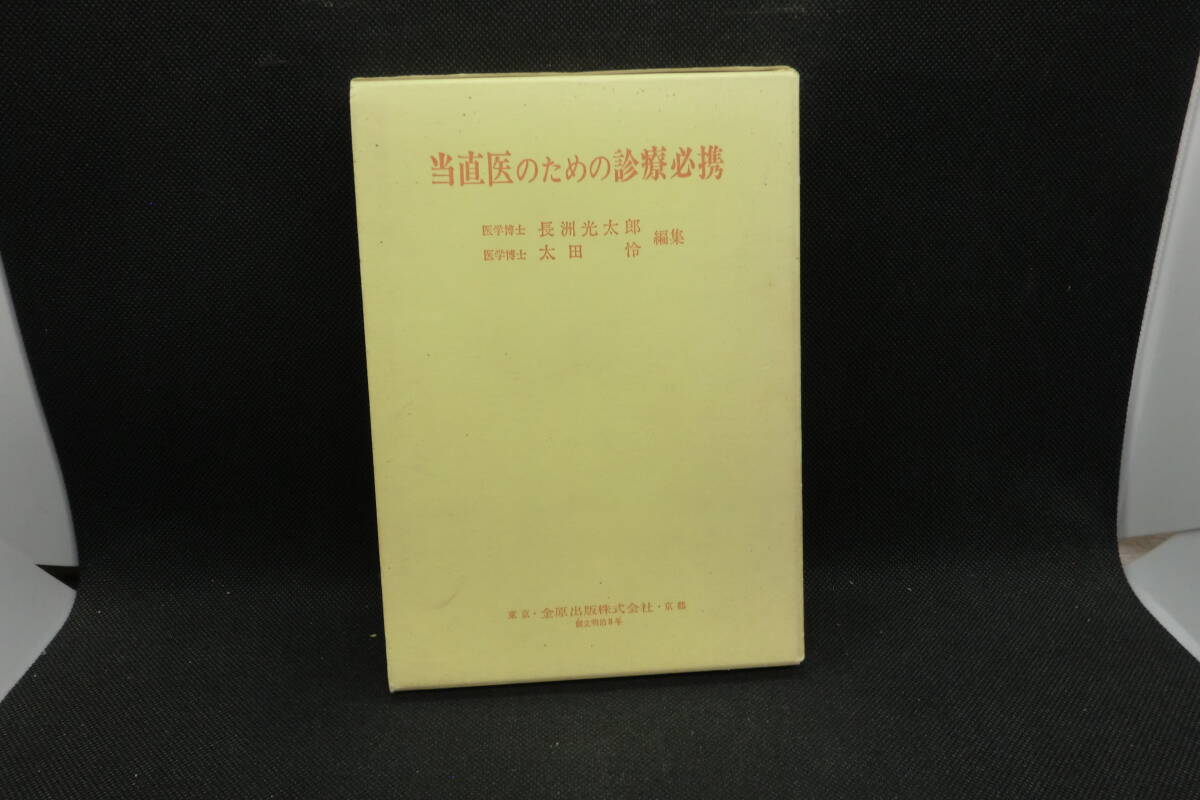 当直医のための診療必携
医学博士 長洲光太郎
医学博士 太田 怜 編集
東京・金原出版株式会社・京都
創立明治8年